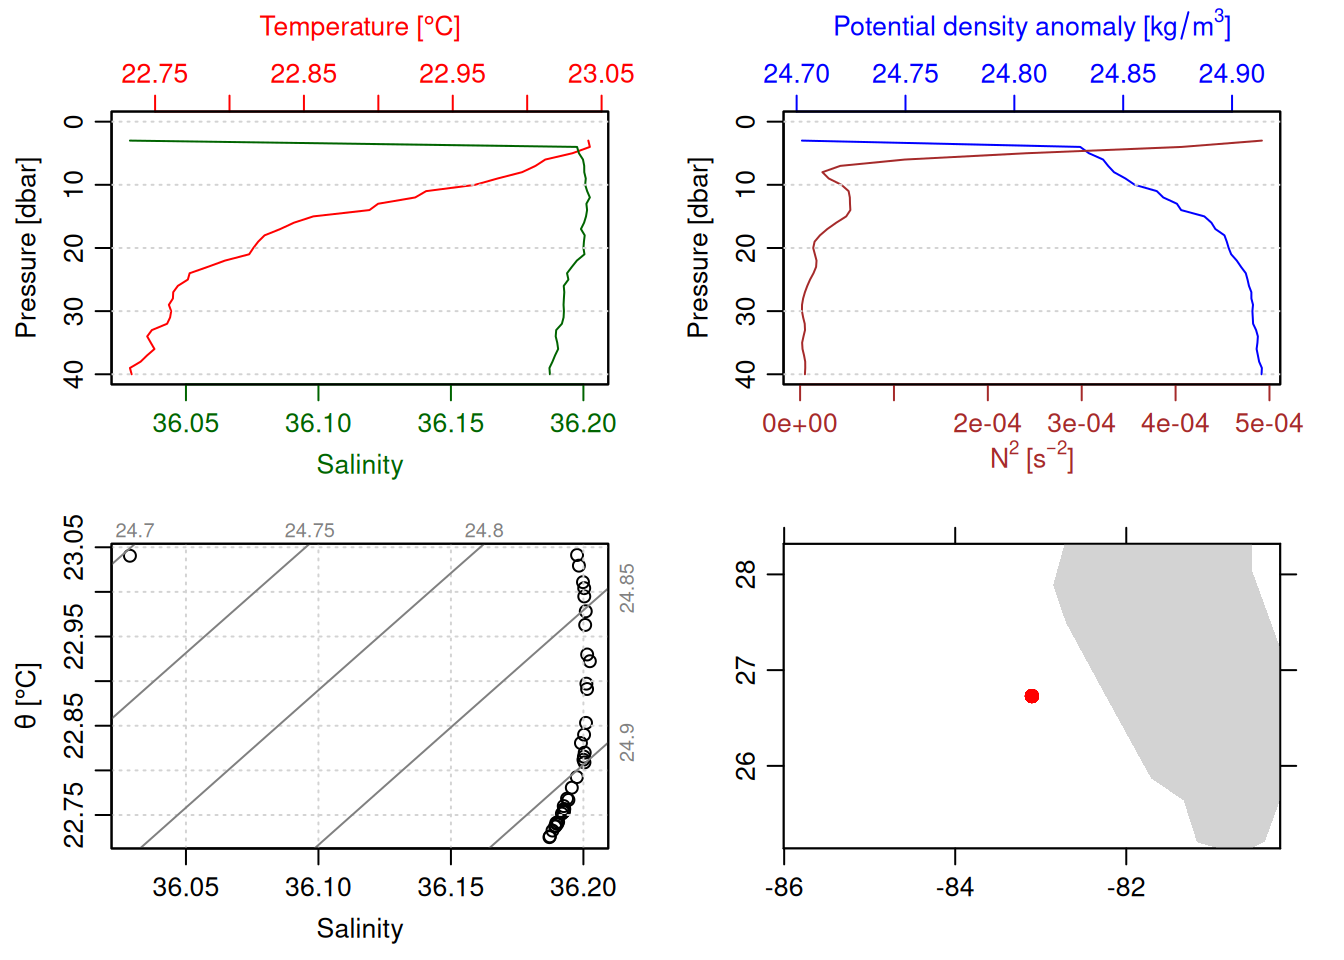 Temperature [°C]
22.75 22.85 22.95 23.05
0
10
20
30
40
Pressure [dbar]
36.05 36.10 36.15 36.20
Salinity
Potential density anomaly [kg/m³]
24.70 24.75 24.80 24.85 24.90
0
10
20
30
40
Pressure [dbar]
0e+00 2e-04 3e-04 4e-04 5e-04
N² [s⁻²]
24.7 24.75 24.8
24.85
24.9
23.05
22.95
22.85
22.75
θ [°C]
36.05 36.10 36.15 36.20
Salinity
28
27
26
-86 -84 -82